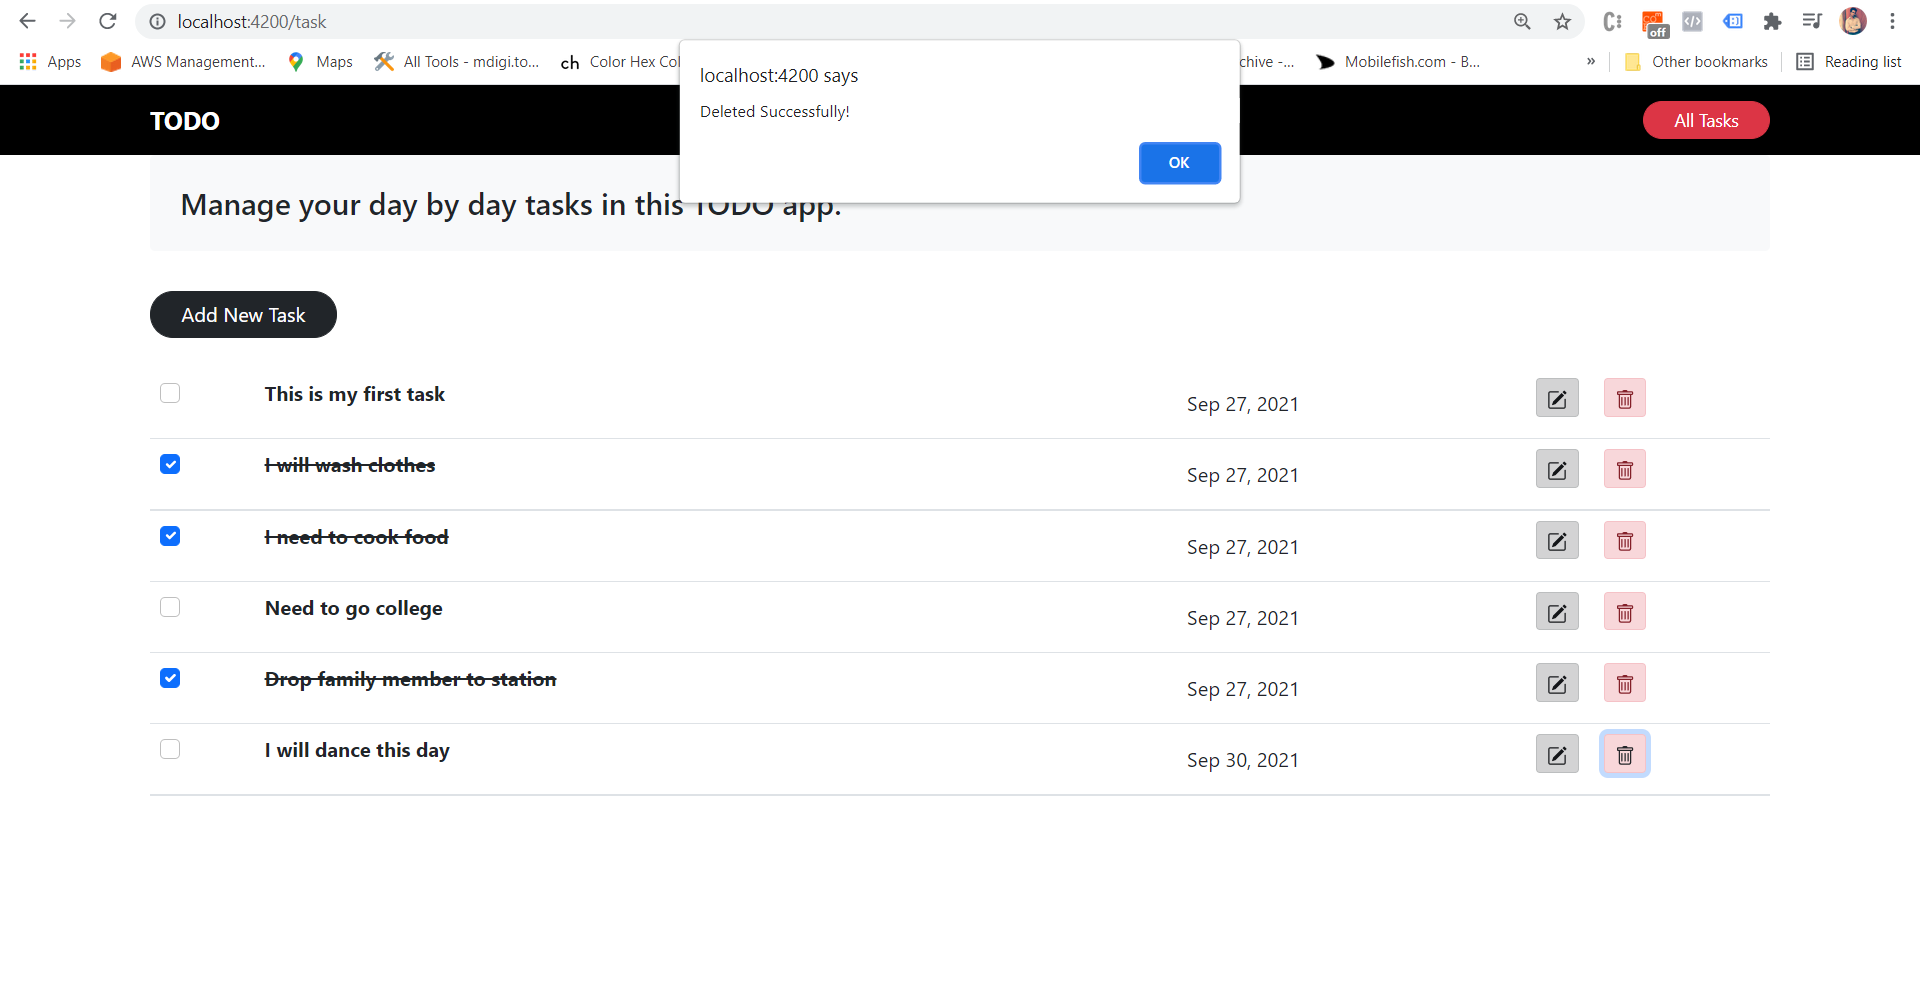 localhost:4200/task
off
Apps
AWS Management...
Maps
All Tools - mdigi.to...
ch Color Hex Col
chive -...
Mobilefish.com - B...
»
Other bookmarks
Reading list
localhost:4200 says
Deleted Successfully!
OK
TODO
All Tasks
Manage your day by day tasks in this TODO app.
Add New Task
This is my first task
Sep 27, 2021
I will wash clothes
Sep 27, 2021
I need to cook food
Sep 27, 2021
Need to go college
Sep 27, 2021
Drop family member to station
Sep 27, 2021
I will dance this day
Sep 30, 2021